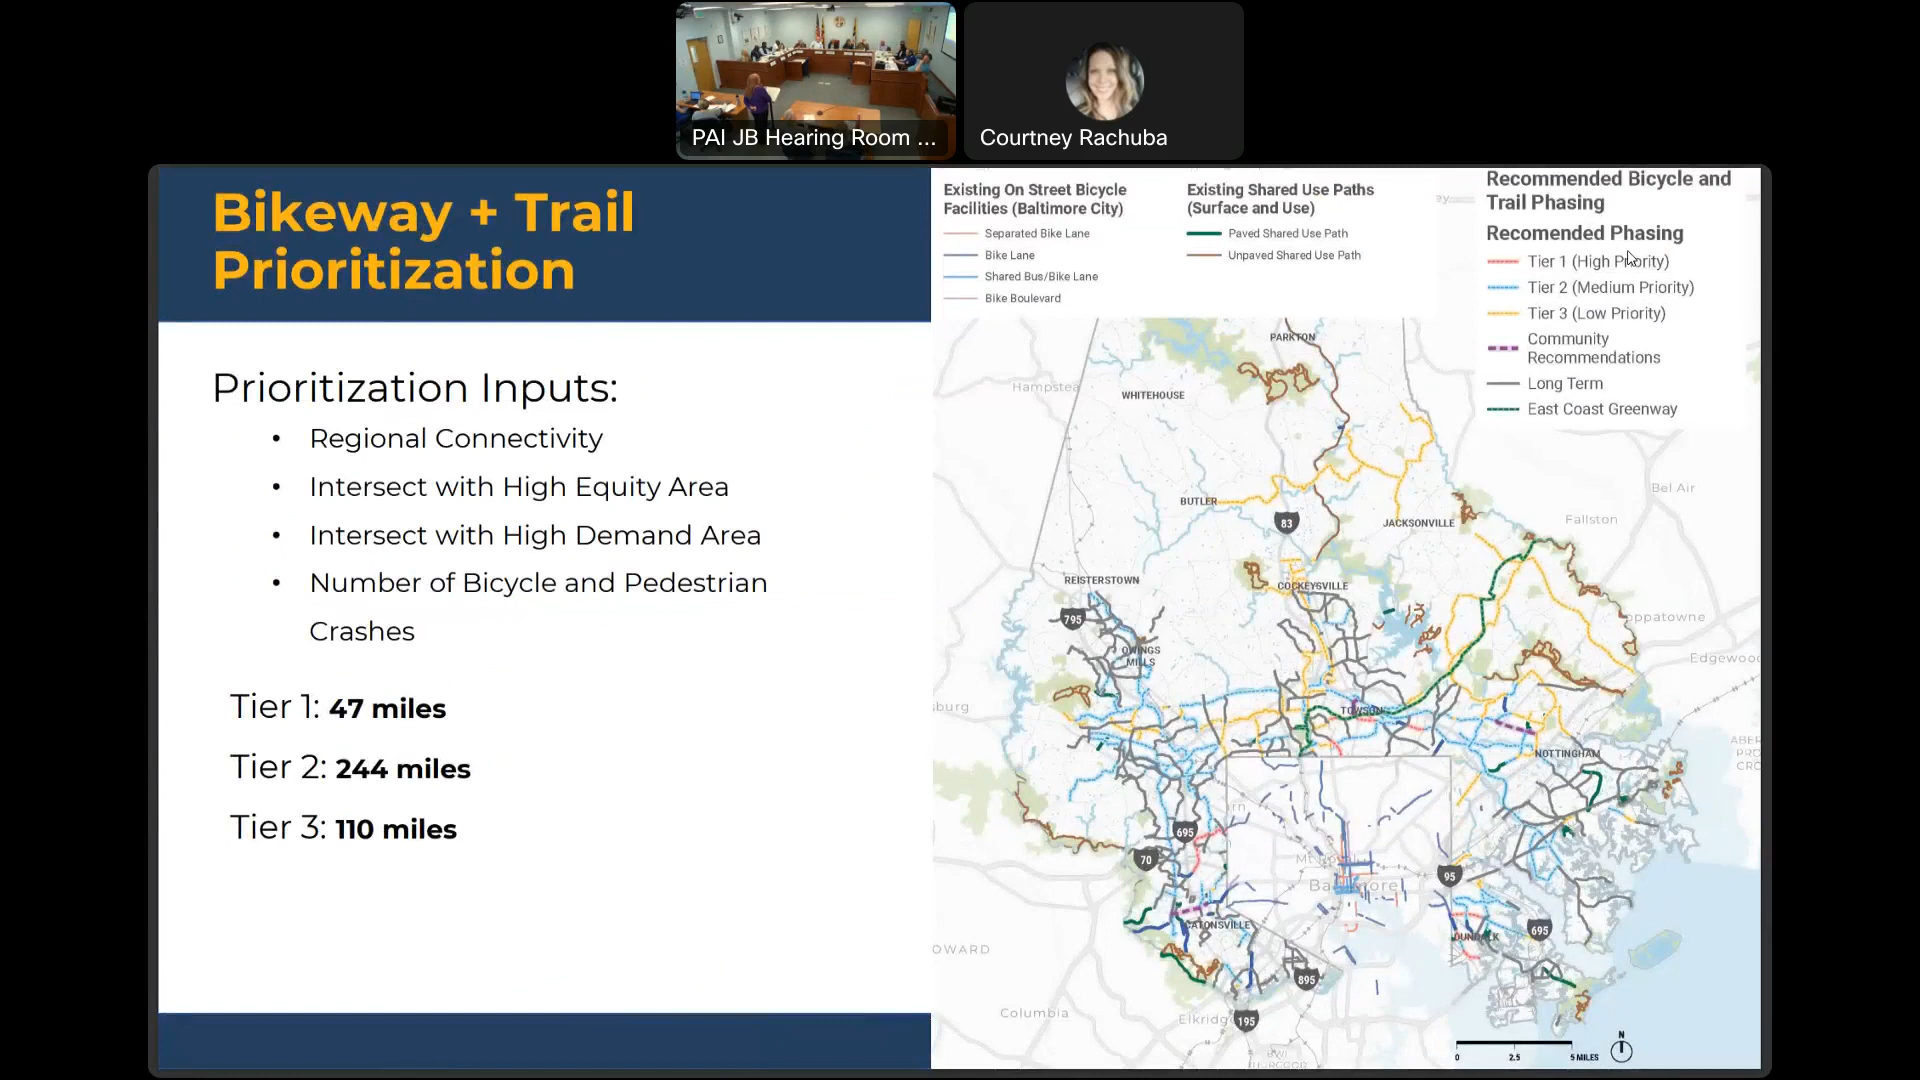 PAI JB Hearing Room ...
Courtney Rachuba
Bikeway + Trail
Prioritization
Prioritization Inputs:
• Regional Connectivity
• Intersect with High Equity Area
• Intersect with High Demand Area
• Number of Bicycle and Pedestrian
Crashes
Tier 1: 47 miles
Tier 2: 244 miles
Tier 3: 110 miles
Existing On Street Bicycle
Facilities (Baltimore City)
Separated Bike Lane
Bike Lane
Shared Bus/Bike Lane
Bike Boulevard
Existing Shared Use Paths
(Surface and Use)
Paved Shared Use Path
Unpaved Shared Use Path
Recommended Bicycle and
Trail Phasing
Recomended Phasing
Tier 1 (High Priority)
Tier 2 (Medium Priority)
Tier 3 (Low Priority)
Community
Recommendations
Long Term
East Coast Greenway
PARKTON
Hampstea
WHITEHOUSE
Bel Air
BUTLER
83
JACKSONVILLE
Fallston
REISTERSTOWN
COCKEYSVILLE
795
oppatowne
OWINGS
MILLS
Edgewood
sburg
TOWSON
NOTTINGHAM
695
70
95
Baltimore
CATONSVILLE
DUNDALK
695
OWARD
895
Columbia
Elkridg
195
N
0 2.5 5 MILES